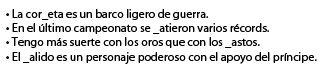 • La cor_eta es un barco ligero de guerra.
• En el último campeonato se _atieron varios récords.
• Tengo más suerte con los oros que con los _astos.
• El _alido es un personaje poderoso con el apoyo del príncipe.